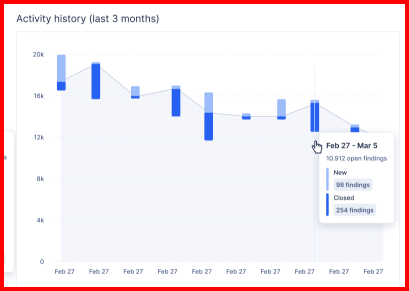 Activity history (last 3 months)
20k
16k
12k
8k
4k
0
Feb 27 Feb 27 Feb 27 Feb 27 Feb 27 Feb 27 Feb 27 Feb 27 Feb 27
Feb 27 - Mar 5
10.912 open findings
New
98 findings
Closed
254 findings